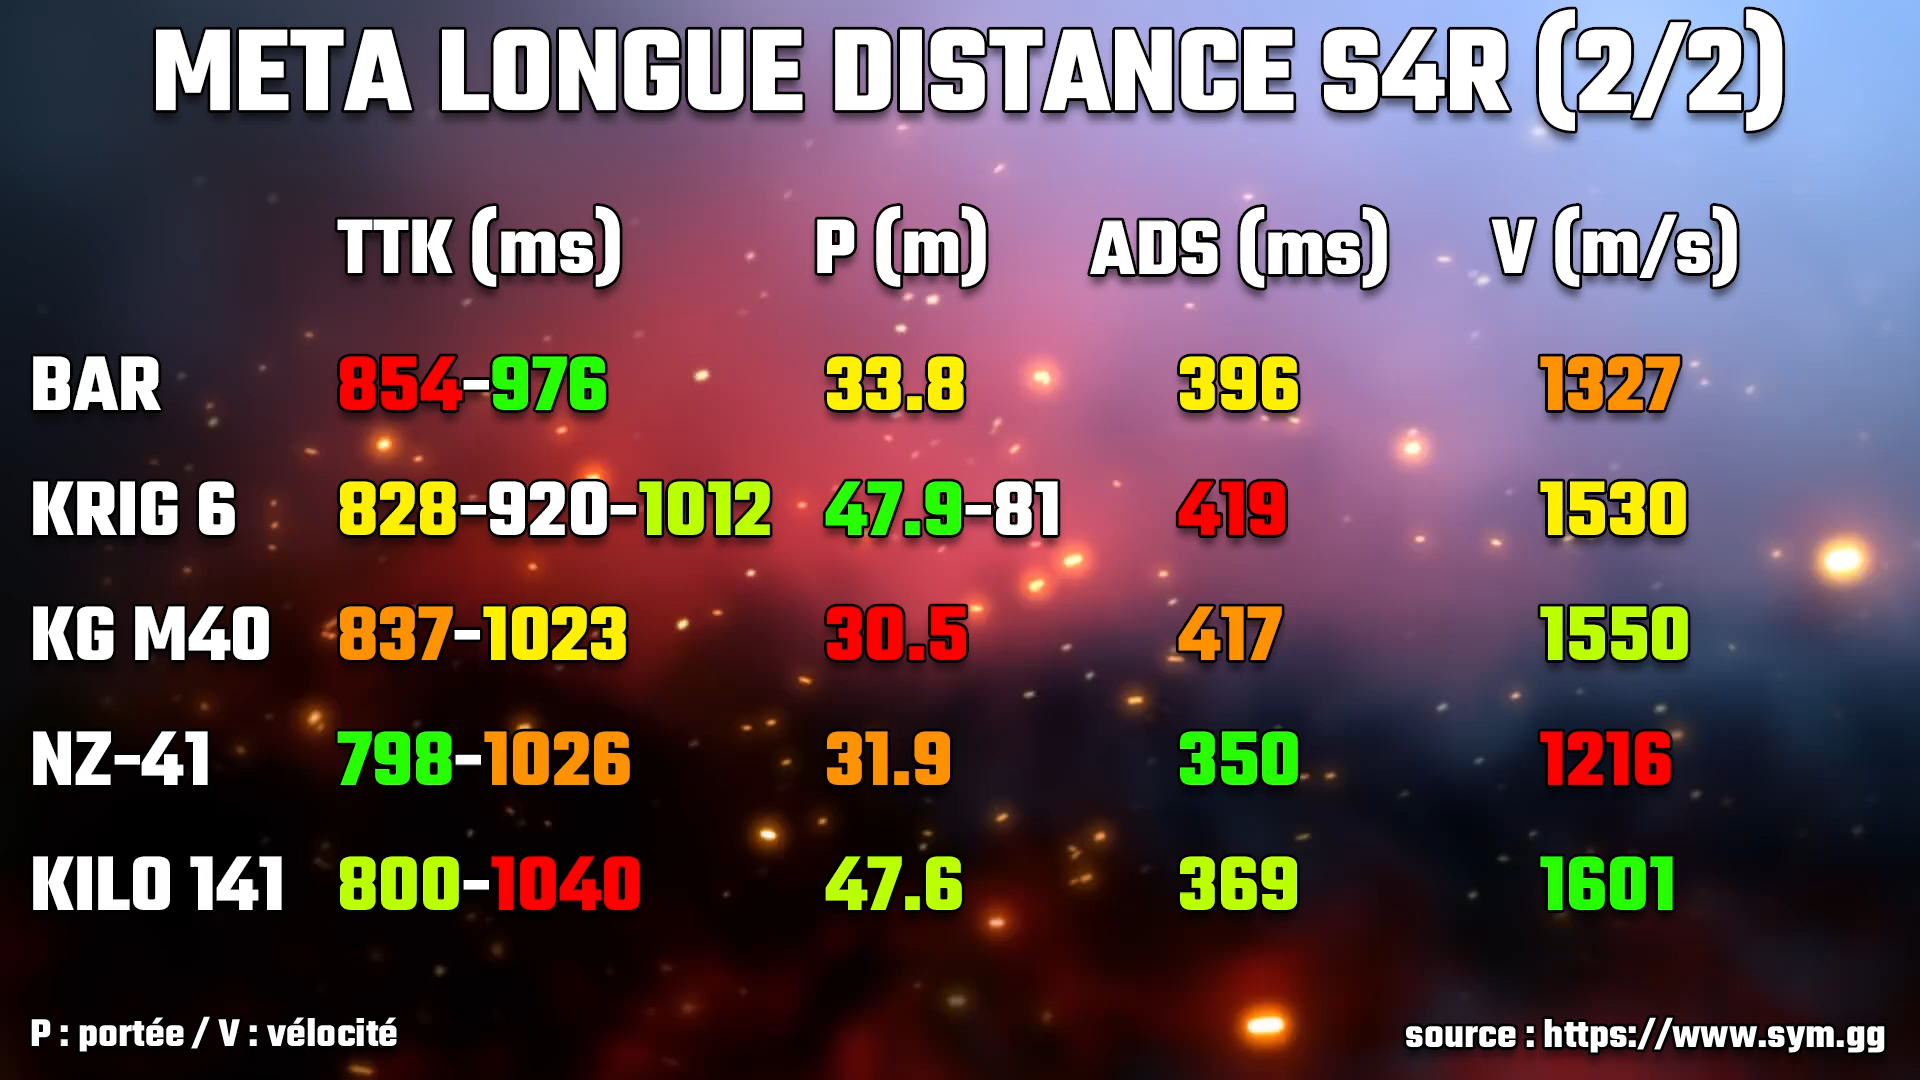 META LONGUE DISTANCE S4R (2/2)
TTK (ms) P (m) ADS (ms) V (m/s)
BAR 854-976 33.8 396 1327
KRIG 6 828-920-1012 47.9-81 419 1530
KG M40 837-1023 30.5 417 1550
NZ-41 798-1026 31.9 350 1216
KILO 141 800-1040 47.6 369 1601
P : portée / V : vélocité source : https://www.sym.gg